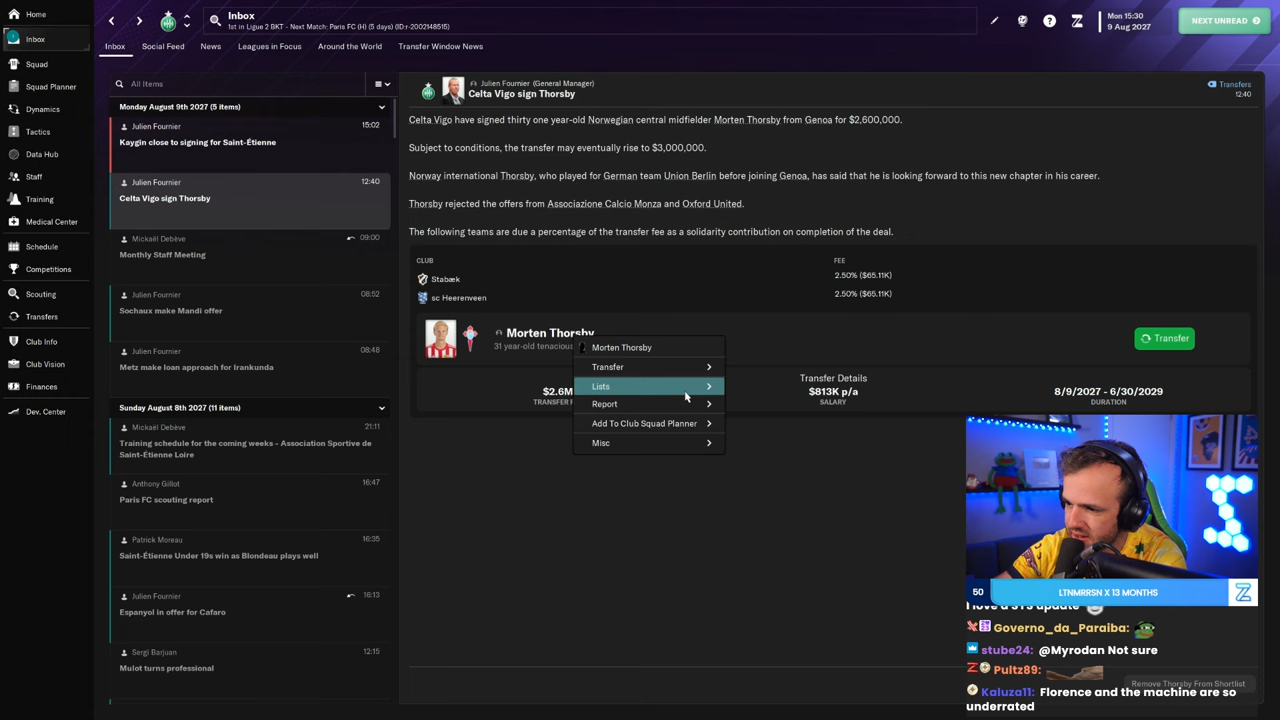 Home
Inbox
Squad
Squad Planner
Dynamics
Tactics
Data Hub
Staff
Training
Medical Center
Schedule
Competitions
Scouting
Transfers
Club Info
Club Vision
Finances
Dev. Center
Inbox
1st in Ligue 2 BKT - Next Match: Paris FC (H) (5 days) (ID:r-2002148515)
Mon 15:30
9 Aug 2027
NEXT UNREAD
Inbox
Social Feed
News
Leagues in Focus
Around the World
Transfer Window News
All Items
Monday August 9th 2027 (5 items)
Julien Fournier
15:02
Kaygin close to signing for Saint-Étienne
Julien Fournier
12:40
Celta Vigo sign Thorsby
Mickaël Debève
09:00
Monthly Staff Meeting
Julien Fournier
08:52
Sochaux make Mandi offer
Julien Fournier
08:48
Metz make loan approach for Irankunda
Sunday August 8th 2027 (11 items)
Mickaël Debève
21:11
Training schedule for the coming weeks - Association Sportive de
Saint-Étienne Loire
Anthony Gillot
16:47
Paris FC scouting report
Patrick Moreau
16:35
Saint-Étienne Under 19s win as Blondeau plays well
Julien Fournier
16:13
Espanyol in offer for Cafaro
Sergi Barjuan
12:15
Mulot turns professional
Julien Fournier (General Manager)
Celta Vigo sign Thorsby
Transfers
12:40
Celta Vigo have signed thirty one year-old Norwegian central midfielder Morten Thorsby from Genoa for $2,600,000.
Subject to conditions, the transfer may eventually rise to $3,000,000.
Norway international Thorsby, who played for German team Union Berlin before joining Genoa, has said that he is looking forward to this new chapter in his career.
Thorsby rejected the offers from Associazione Calcio Monza and Oxford United.
The following teams are due a percentage of the transfer fee as a solidarity contribution on completion of the deal.
CLUB
FEE
Stabæk
2.50% ($65.11K)
sc Heerenveen
2.50% ($65.11K)
Morten Thorsby
31 year-old tenacious
Transfer
Morten Thorsby
Transfer
Lists
Report
Add To Club Squad Planner
Misc
Transfer Details
$2.6M
TRANSFER
$813K p/a
SALARY
8/9/2027 - 6/30/2029
DURATION
50
LTNMRRSN X 13 MONTHS
Z
I love a STS update
Governo_da_Paraiba:
stube24: @Myrodan Not sure
Pultz89:
Remove Thorsby From Shortlist
Kaluza11: Florence and the machine are so
underrated